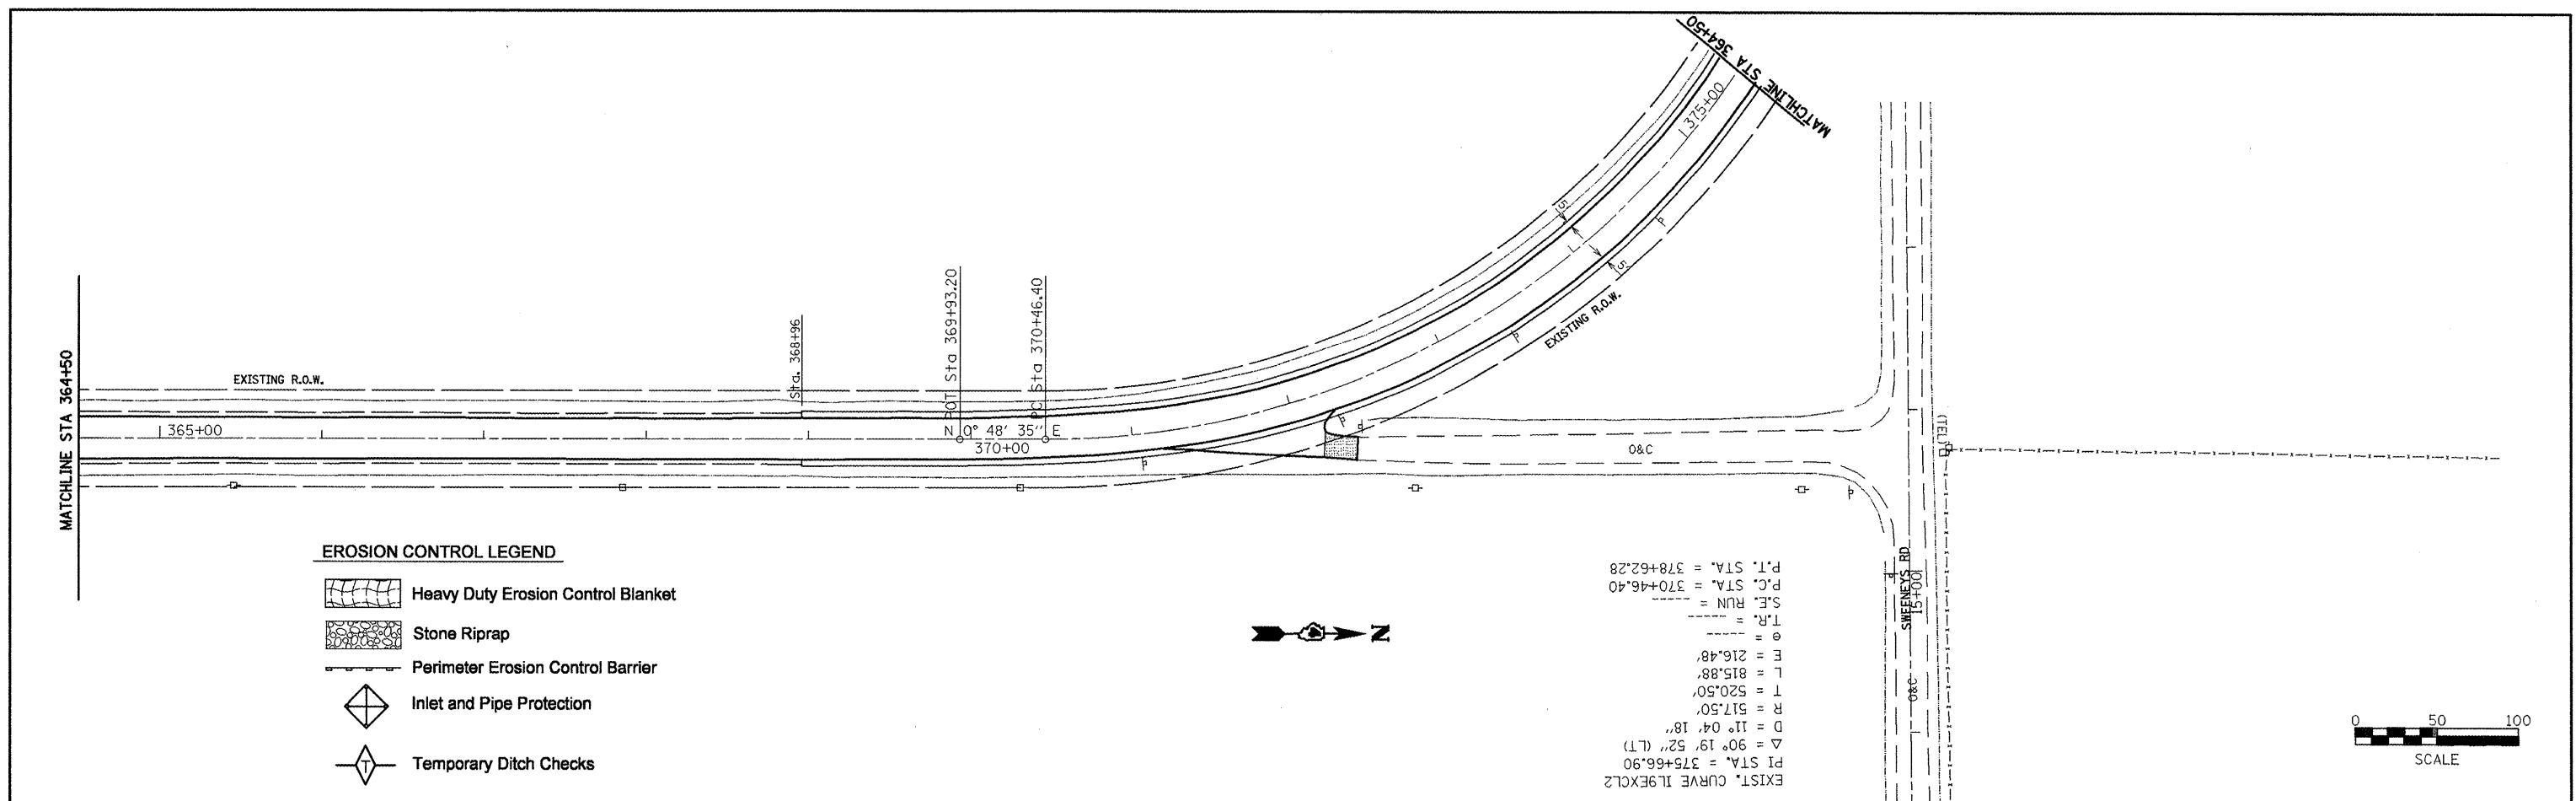 MATCHLINE STA 364+50
375+00
5'
5'
EXISTING R.O.W.
MATCHLINE STA 364+50
EXISTING R.O.W.
365+00
Sta. 368+96
POT Sta 369+93.20
PC Sta 370+46.40
N 0° 48' 35'' E
370+00
O&C
(TEL)
SWEENEYS RD
15+00
O&C
EROSION CONTROL LEGEND
Heavy Duty Erosion Control Blanket
Stone Riprap
Perimeter Erosion Control Barrier
Inlet and Pipe Protection
T
Temporary Ditch Checks
N
EXIST. CURVE IL9EXCL2
PI STA. = 375+66.90
△ = 90° 19' 52'' (LT)
D = 11° 04' 18''
R = 517.50'
T = 520.50'
L = 815.88'
E = 216.48'
e = -----
T.R. = -----
S.E. RUN = -----
P.C. STA. = 370+46.40
P.T. STA. = 378+62.28
0 50 100
SCALE